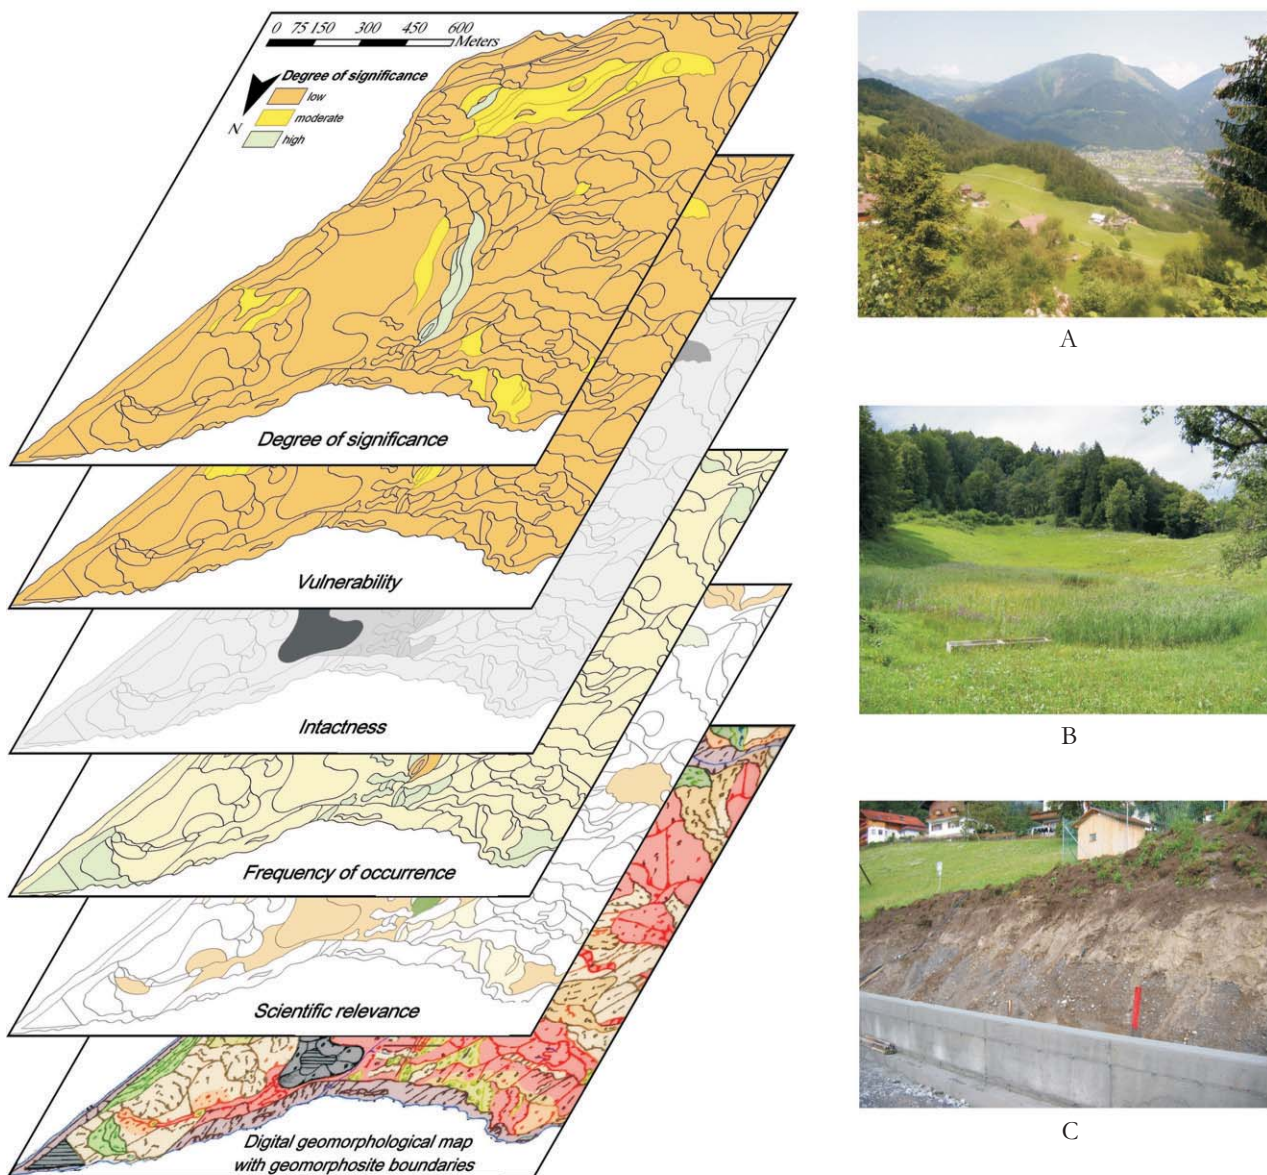 0 75 150 300 450 600
Meters
Degree of significance
low
moderate
high
N
Degree of significance
Vulnerability
Intactness
Frequency of occurrence
Scientific relevance
Digital geomorphological map
with geomorphosite boundaries
A
B
C